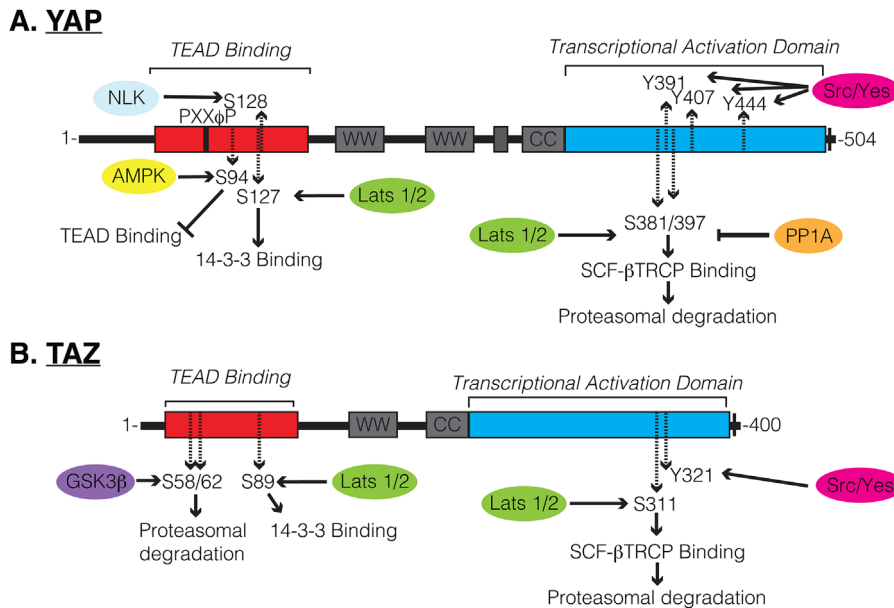 A. YAP
TEAD Binding
Transcriptional Activation Domain
NLK
S128
Y391
Y407
Y444
Src/Yes
PXXϕP
1-
WW
WW
CC
-504
AMPK
S94
S127
Lats 1/2
TEAD Binding
14-3-3 Binding
Lats 1/2
S381/397
PP1A
SCF-βTRCP Binding
Proteasomal degradation
B. TAZ
TEAD Binding
Transcriptional Activation Domain
1-
WW
CC
-400
GSK3β
S58/62
S89
Lats 1/2
Y321
Src/Yes
Lats 1/2
S311
Proteasomal
degradation
14-3-3 Binding
SCF-βTRCP Binding
Proteasomal degradation